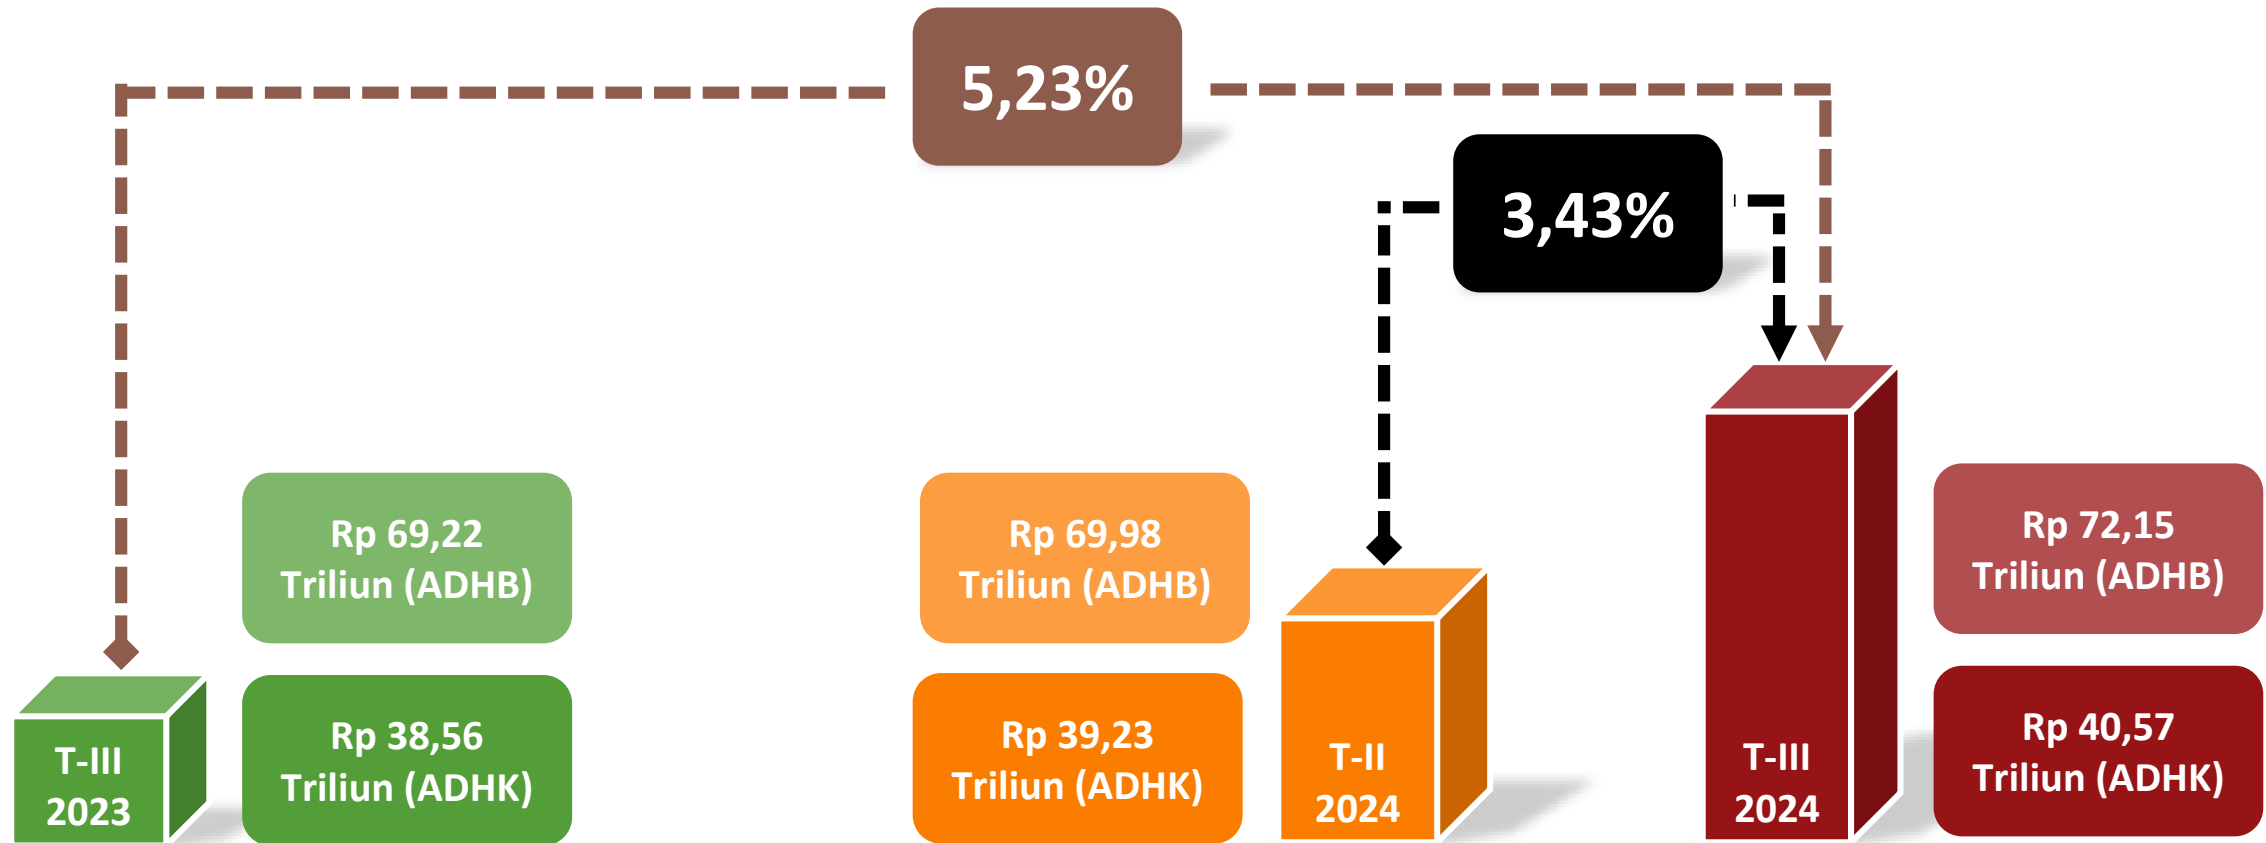 5,23%
3,43%
Rp 69,22
Triliun (ADHB)
Rp 38,56
Triliun (ADHK)
T-III
2023
Rp 69,98
Triliun (ADHB)
Rp 39,23
Triliun (ADHK)
T-II
2024
T-III
2024
Rp 72,15
Triliun (ADHB)
Rp 40,57
Triliun (ADHK)